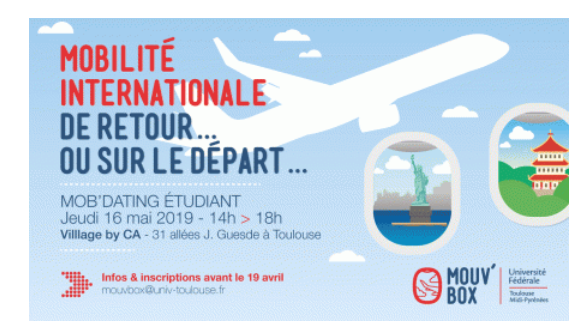 MOBILITÉ
INTERNATIONALE
DE RETOUR...
OU SUR LE DÉPART...
MOB'DATING ÉTUDIANT
Jeudi 16 mai 2019 - 14h > 18h
Villlage by CA - 31 allées J. Guesde à Toulouse
Infos & inscriptions avant le 19 avril
mouvbox@univ-toulouse.fr
MOUV'
BOX
Université
Fédérale
Toulouse
Midi-Pyrénées